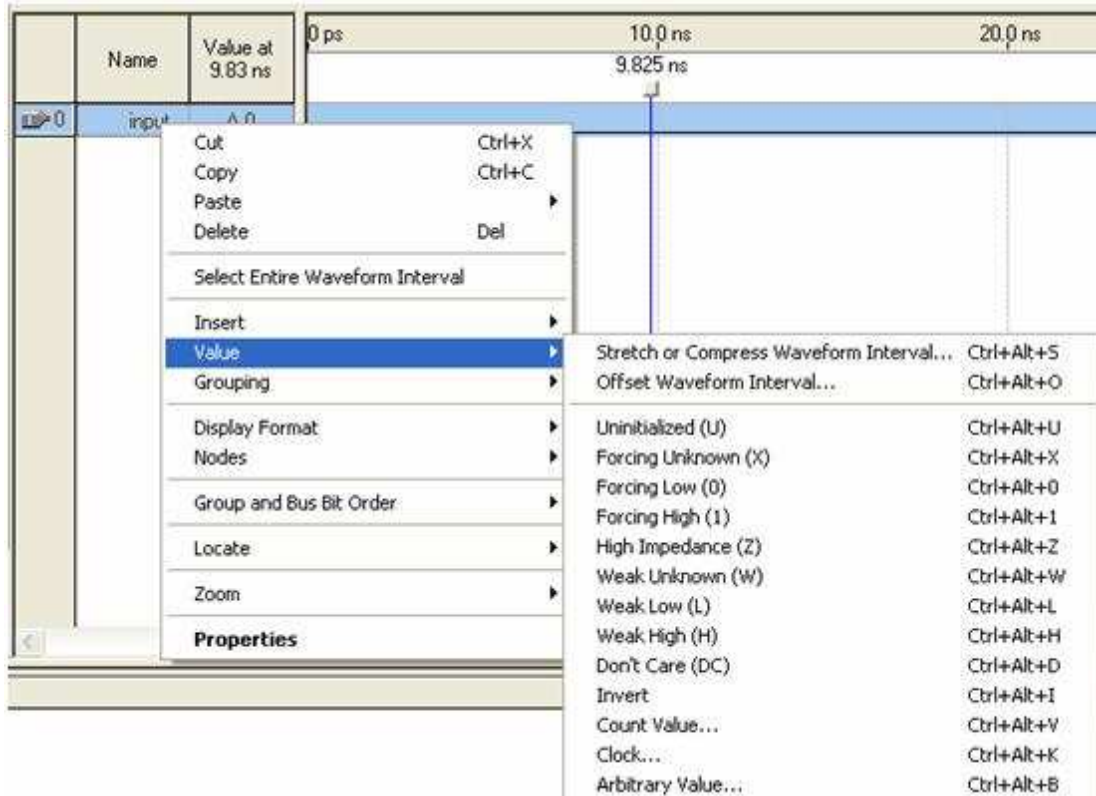 Name
Value at
9.83 ns
0 ps
10.0 ns
20.0 ns
9.825 ns
0
input
0
Cut Ctrl+X
Copy Ctrl+C
Paste
Delete Del
Select Entire Waveform Interval
Insert
Value
Grouping
Display Format
Nodes
Group and Bus Bit Order
Locate
Zoom
Properties
Stretch or Compress Waveform Interval... Ctrl+Alt+S
Offset Waveform Interval... Ctrl+Alt+O
Uninitialized (U) Ctrl+Alt+U
Forcing Unknown (X) Ctrl+Alt+X
Forcing Low (0) Ctrl+Alt+0
Forcing High (1) Ctrl+Alt+1
High Impedance (Z) Ctrl+Alt+Z
Weak Unknown (W) Ctrl+Alt+W
Weak Low (L) Ctrl+Alt+L
Weak High (H) Ctrl+Alt+H
Don't Care (DC) Ctrl+Alt+D
Invert Ctrl+Alt+I
Count Value... Ctrl+Alt+V
Clock... Ctrl+Alt+K
Arbitrary Value... Ctrl+Alt+B